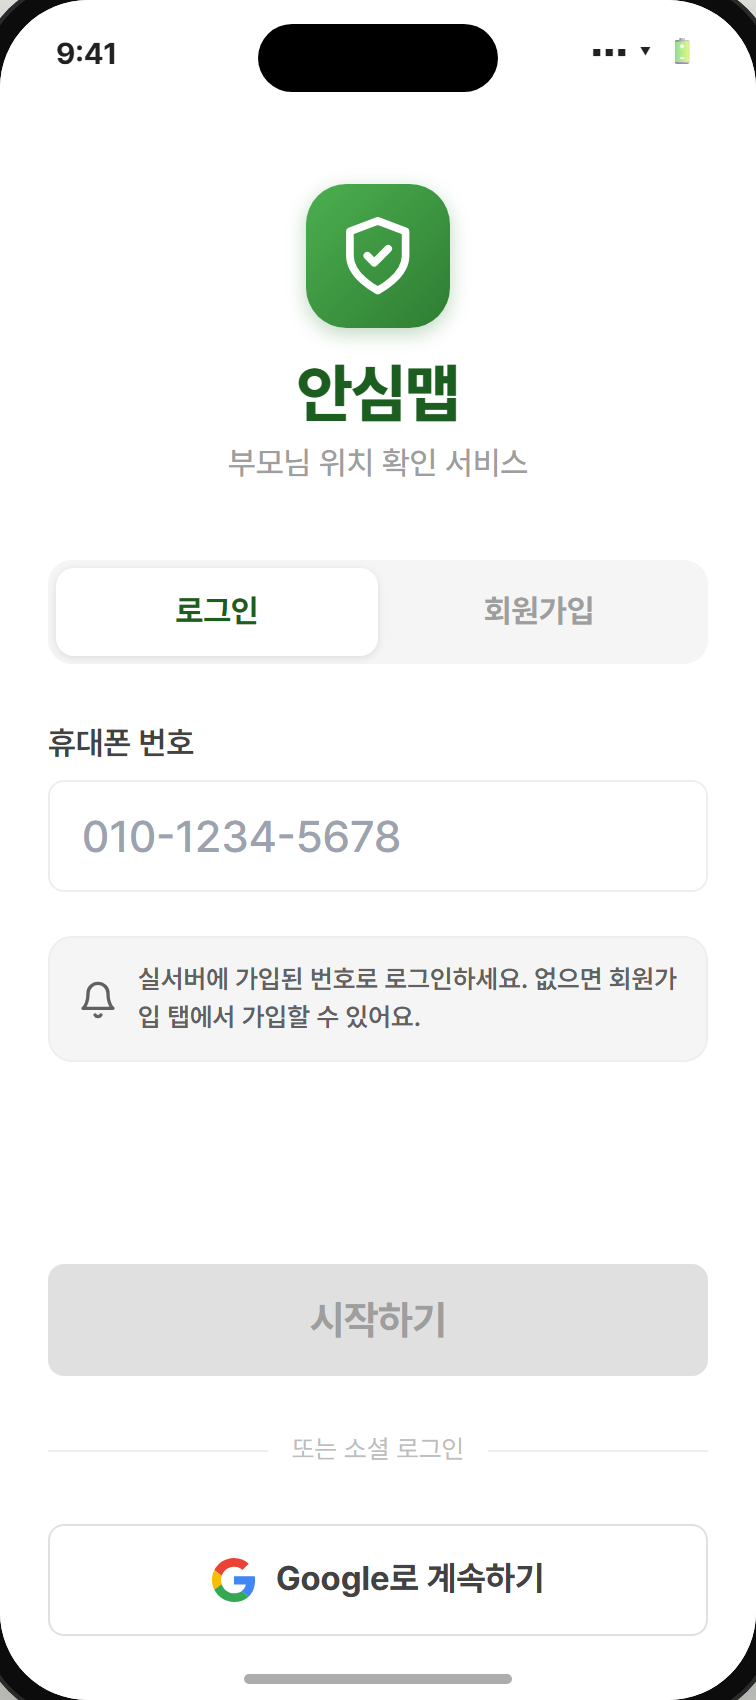 9:41
안심맵
부모님 위치 확인 서비스
로그인
회원가입
휴대폰 번호
010-1234-5678
실서버에 가입된 번호로 로그인하세요. 없으면 회원가
입 탭에서 가입할 수 있어요.
시작하기
또는 소셜 로그인
Google로 계속하기